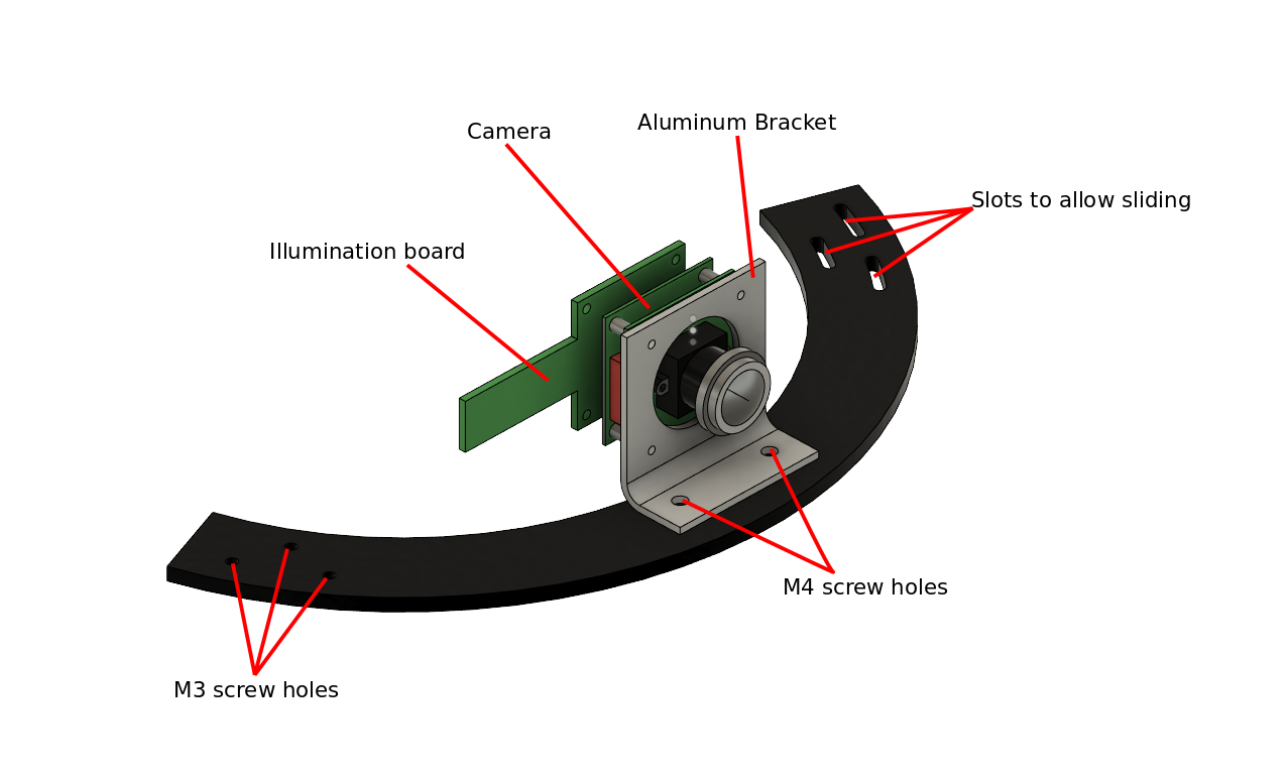 Camera
Aluminum Bracket
Slots to allow sliding
Illumination board
M4 screw holes
M3 screw holes